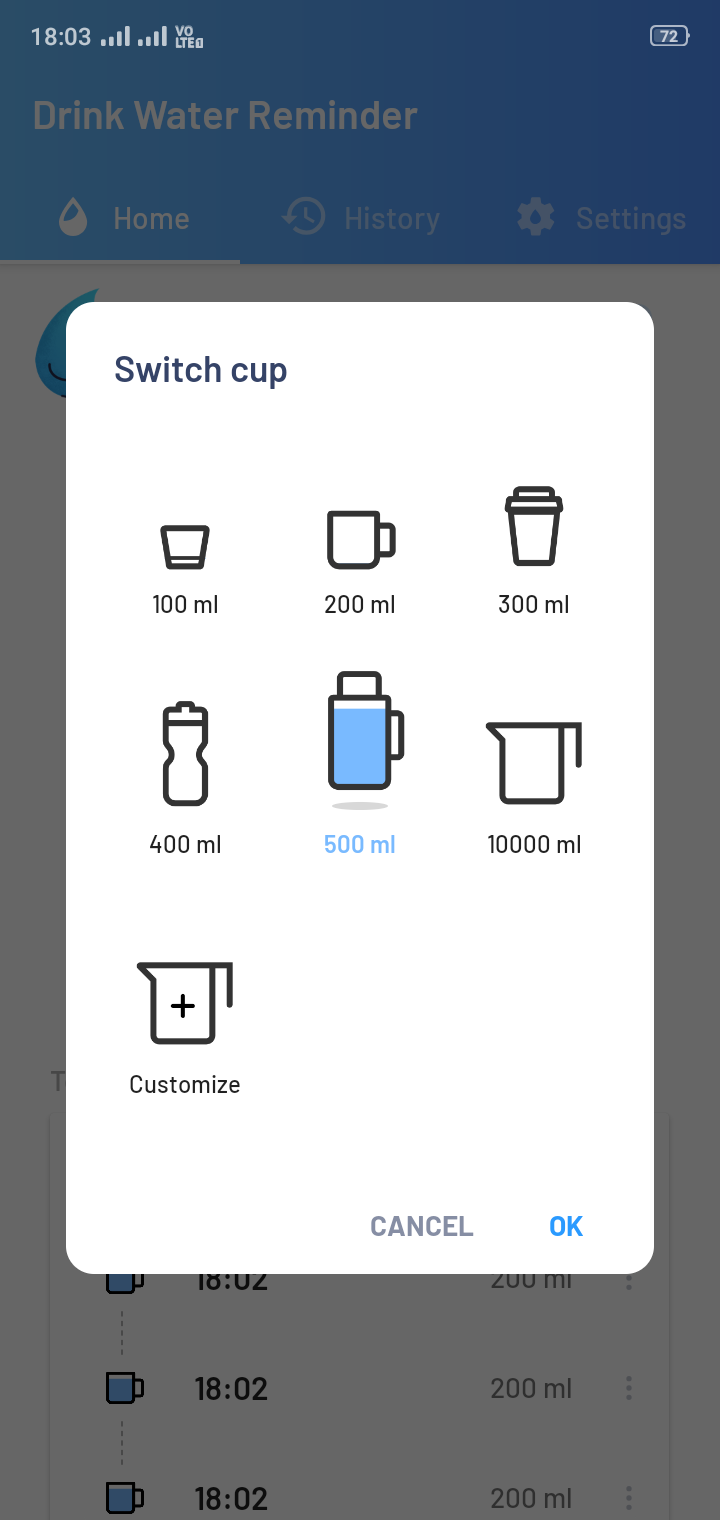 18:03 VO LTE 1 72
Drink Water Reminder
Home History Settings
Switch cup
100 ml 200 ml 300 ml
400 ml 500 ml 10000 ml
Customize
CANCEL OK
18:02 200 ml
18:02 200 ml
18:02 200 ml